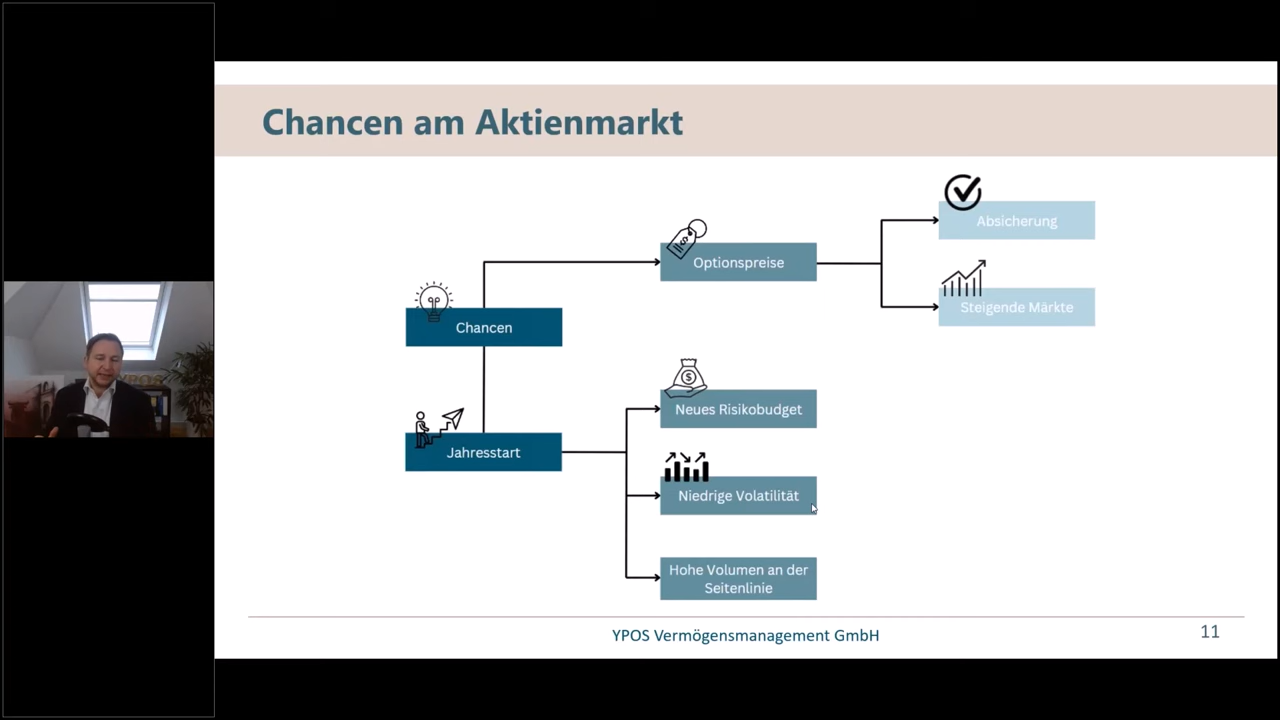 Chancen am Aktienmarkt
Absicherung
Optionspreise
Steigende Märkte
Chancen
Neues Risikobudget
Jahresstart
Niedrige Volatilität
Hohe Volumen an der
Seitenlinie
YPOS Vermögensmanagement GmbH
11
YPOS